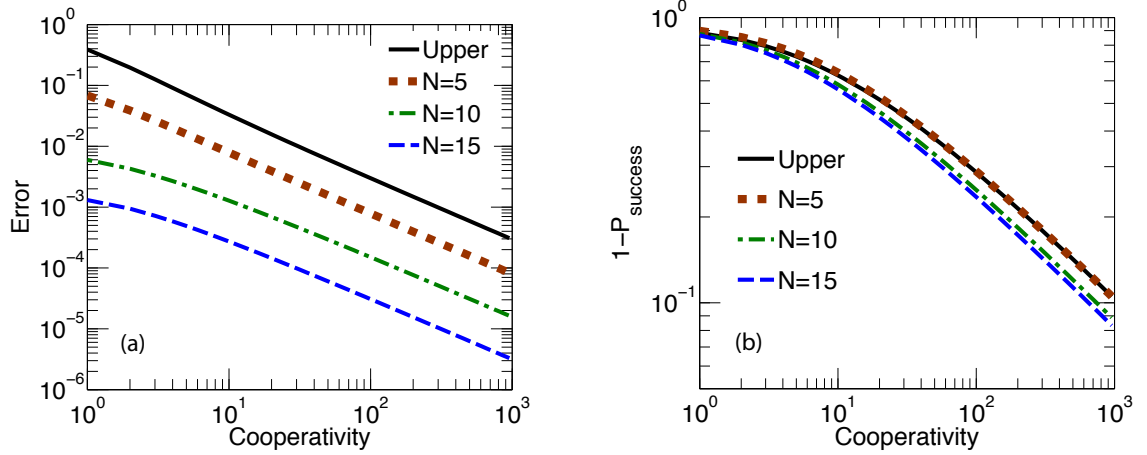 10^0
10^-1
10^-2
10^-3
10^-4
10^-5
10^-6
Error
Upper
N=5
N=10
N=15
(a)
10^0 10^1 10^2 10^3
Cooperativity
10^0
10^-1
1−P_success
Upper
N=5
N=10
N=15
(b)
10^0 10^1 10^2 10^3
Cooperativity